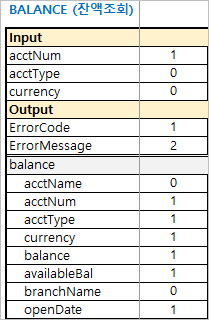 BALANCE (잔액조회)
Input
acctNum 1
acctType 0
currency 0
Output
ErrorCode 1
ErrorMessage 2
balance
acctName 0
acctNum 1
acctType 1
currency 1
balance 1
availableBal 1
branchName 0
openDate 1